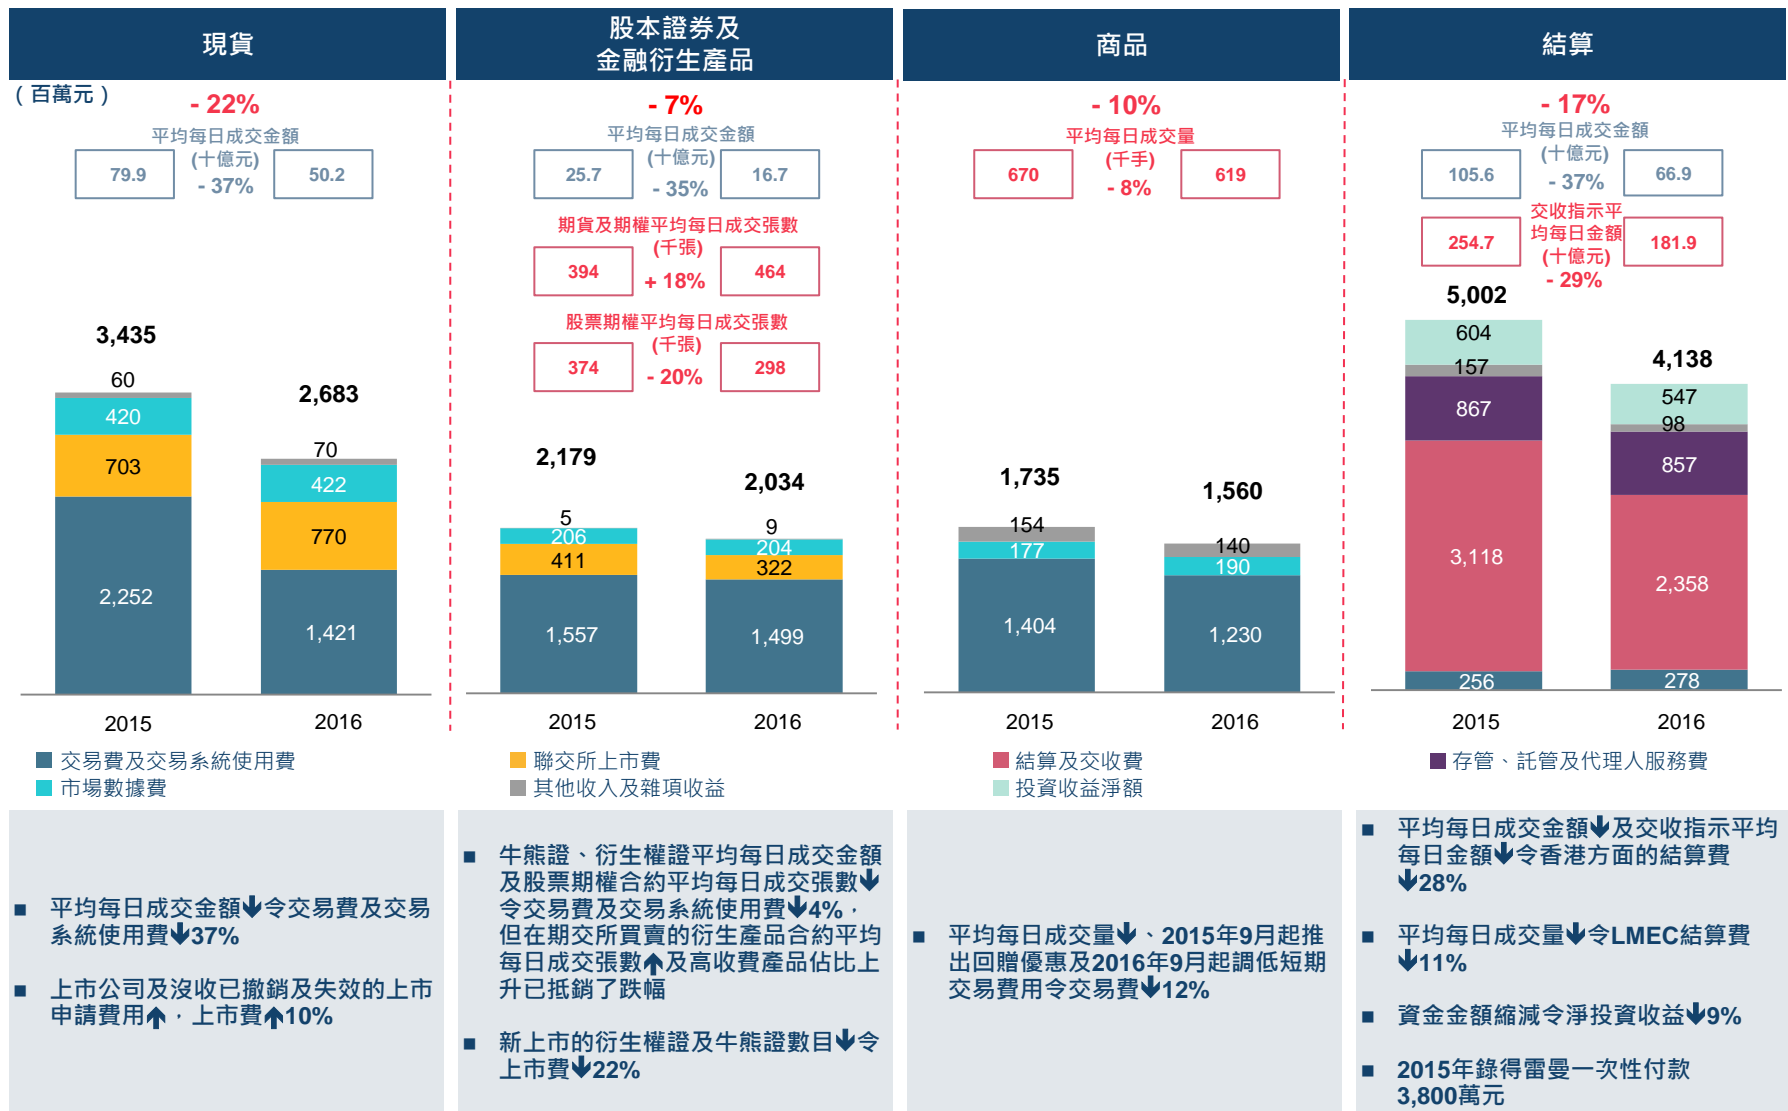 現貨
(百萬元)
- 22%
平均每日成交金額
(十億元)
79.9
- 37%
50.2
3,435
60
420
703
2,252
2,683
70
422
770
1,421
2015
2016
股本證券及
金融衍生產品
- 7%
平均每日成交金額
(十億元)
25.7
- 35%
16.7
期貨及期權平均每日成交張數
(千張)
394
+ 18%
464
股票期權平均每日成交張數
(千張)
374
- 20%
298
2,179
5
206
411
1,557
2,034
9
204
322
1,499
2015
2016
商品
- 10%
平均每日成交量
(千手)
670
- 8%
619
1,735
154
177
1,404
1,560
140
190
1,230
2015
2016
結算
- 17%
平均每日成交金額
(十億元)
105.6
- 37%
66.9
交收指示平
均每日金額
(十億元)
254.7
- 29%
181.9
5,002
604
157
867
3,118
256
4,138
547
98
857
2,358
278
2015
2016
交易費及交易系統使用費
聯交所上市費
結算及交收費
存管、託管及代理人服務費
市場數據費
其他收入及雜項收益
投資收益淨額
■ 平均每日成交金額↓令交易費及交易
系統使用費↓37%
■ 上市公司及沒收已撤銷及失效的上市
申請費用↑，上市費↑10%
■ 牛熊證、衍生權證平均每日成交金額
及股票期權合約平均每日成交張數↓
令交易費及交易系統使用費↓4%，
但在期交所買賣的衍生產品合約平均
每日成交張數↑及高收費產品佔比上
升已抵銷了跌幅
■ 新上市的衍生權證及牛熊證數目↓令
上市費↓22%
■ 平均每日成交量↓、2015年9月起推
出回贈優惠及2016年9月起調低短期
交易費用令交易費↓12%
■ 平均每日成交金額↓及交收指示平均
每日金額↓令香港方面的結算費
↓28%
■ 平均每日成交量↓令LMEC結算費
↓11%
■ 資金金額縮減令淨投資收益↓9%
■ 2015年錄得雷曼一次性付款
3,800萬元